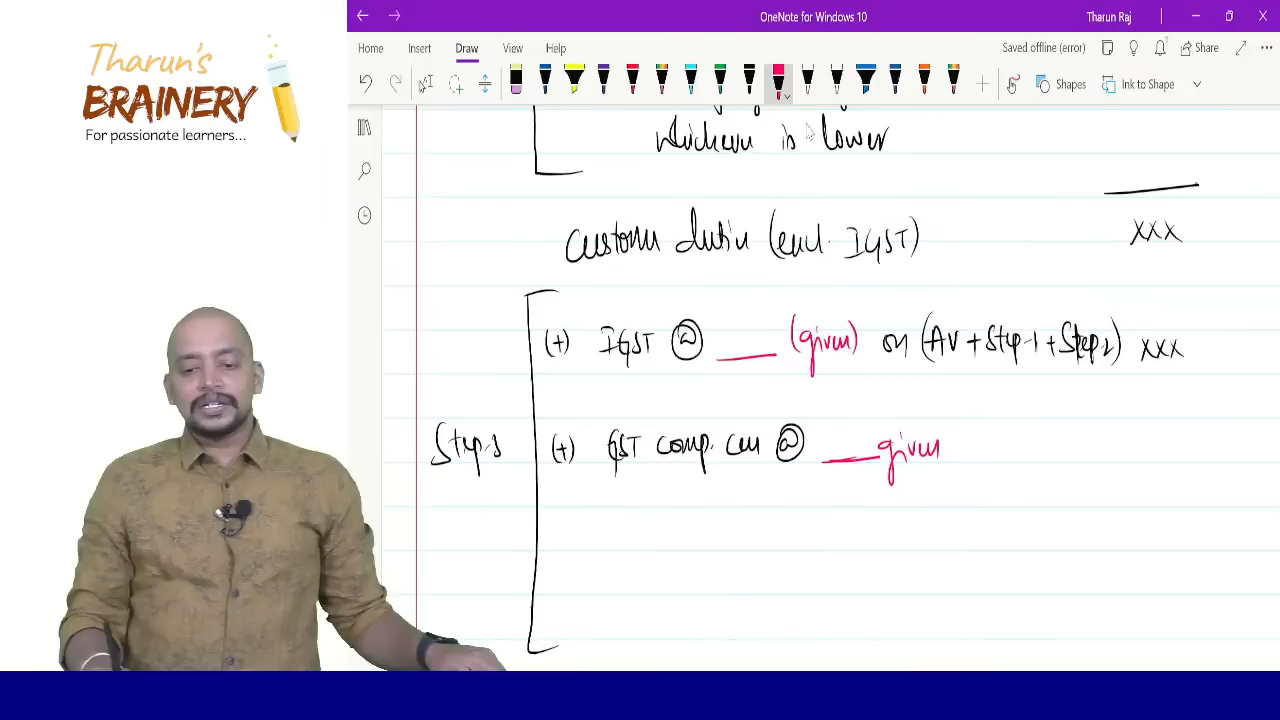 OneNote for Windows 10
Tharun Raj
Home Insert Draw View Help
Saved offline (error)
Share
Shapes
Ink to Shape
Tharun's
BRAINERY
For passionate learners...
whichever is lower
custom duties (excl. IGST) xxx
(+) IGST @ ___ (given) on (AV + Step-1 + Step-2) xxx
Step-3 (+) GST comp. cess @ ___ given